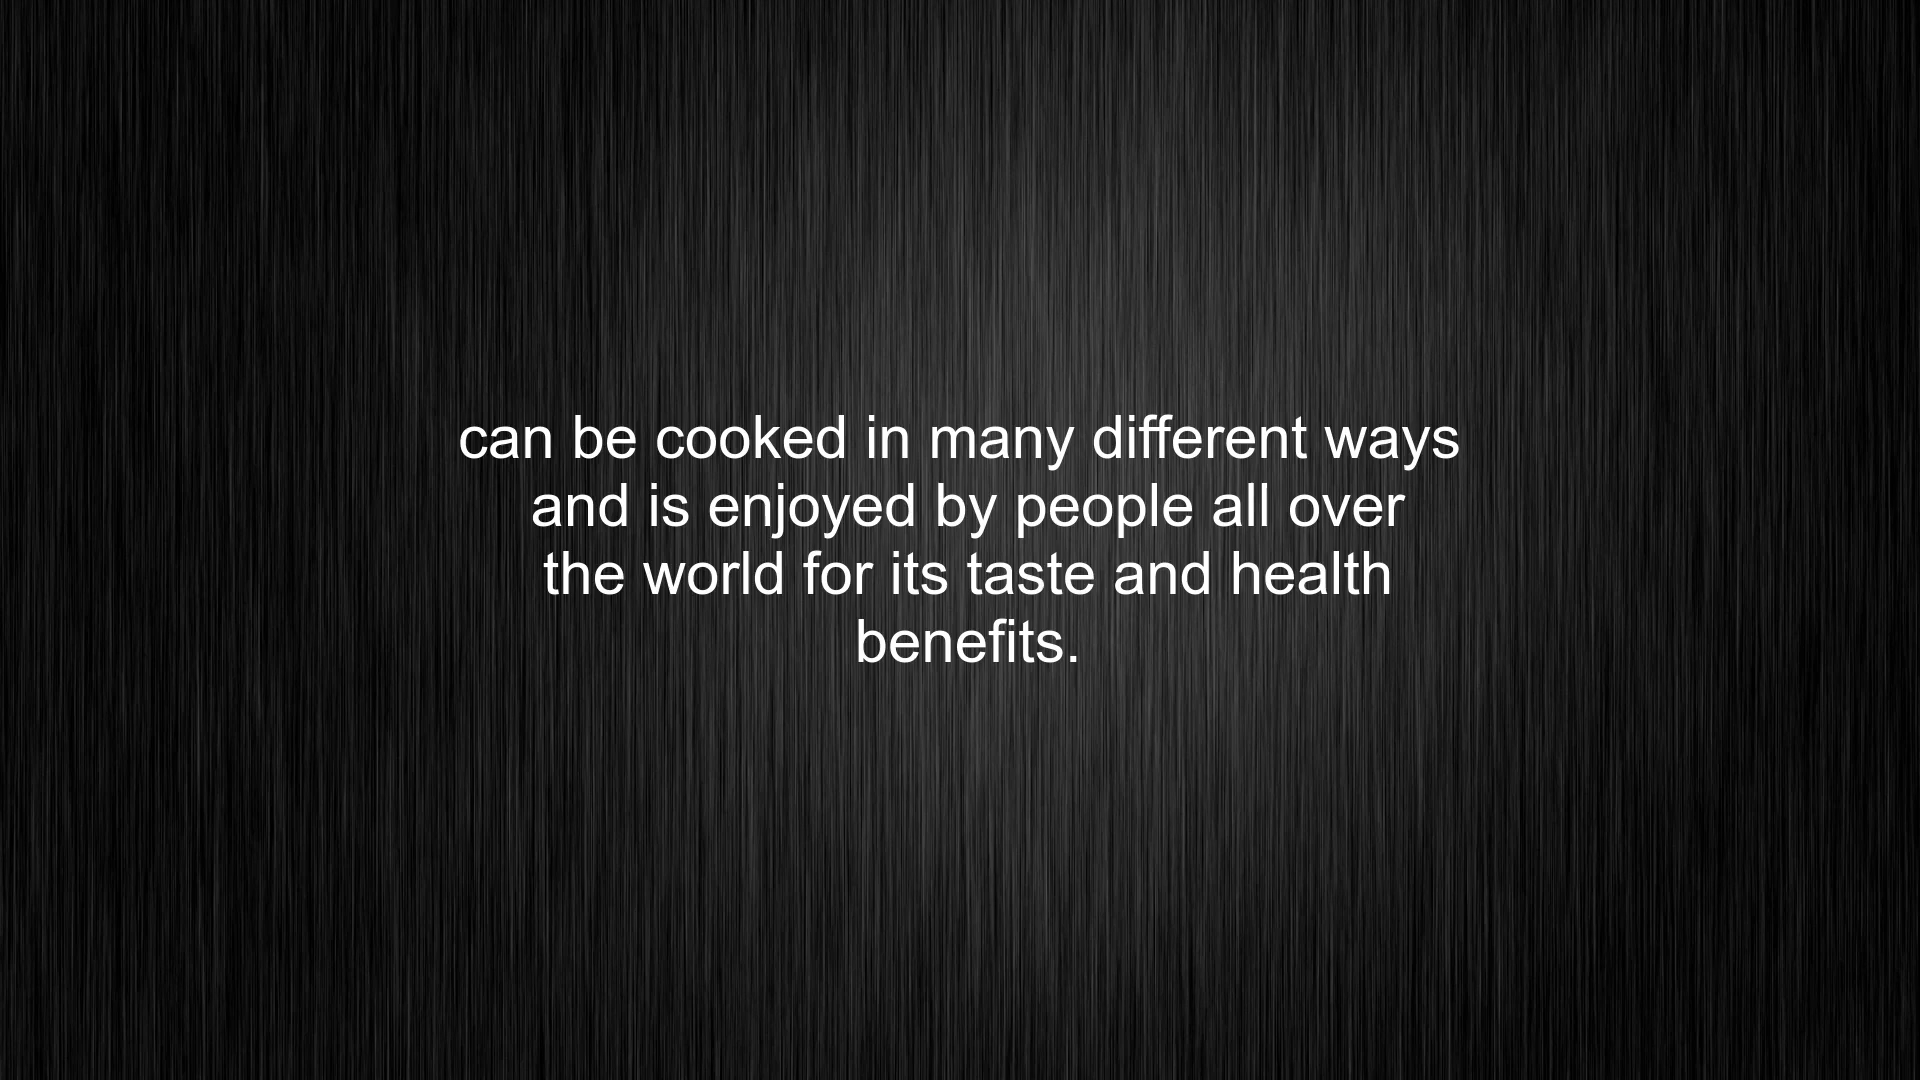 can be cooked in many different ways
and is enjoyed by people all over
the world for its taste and health
benefits.